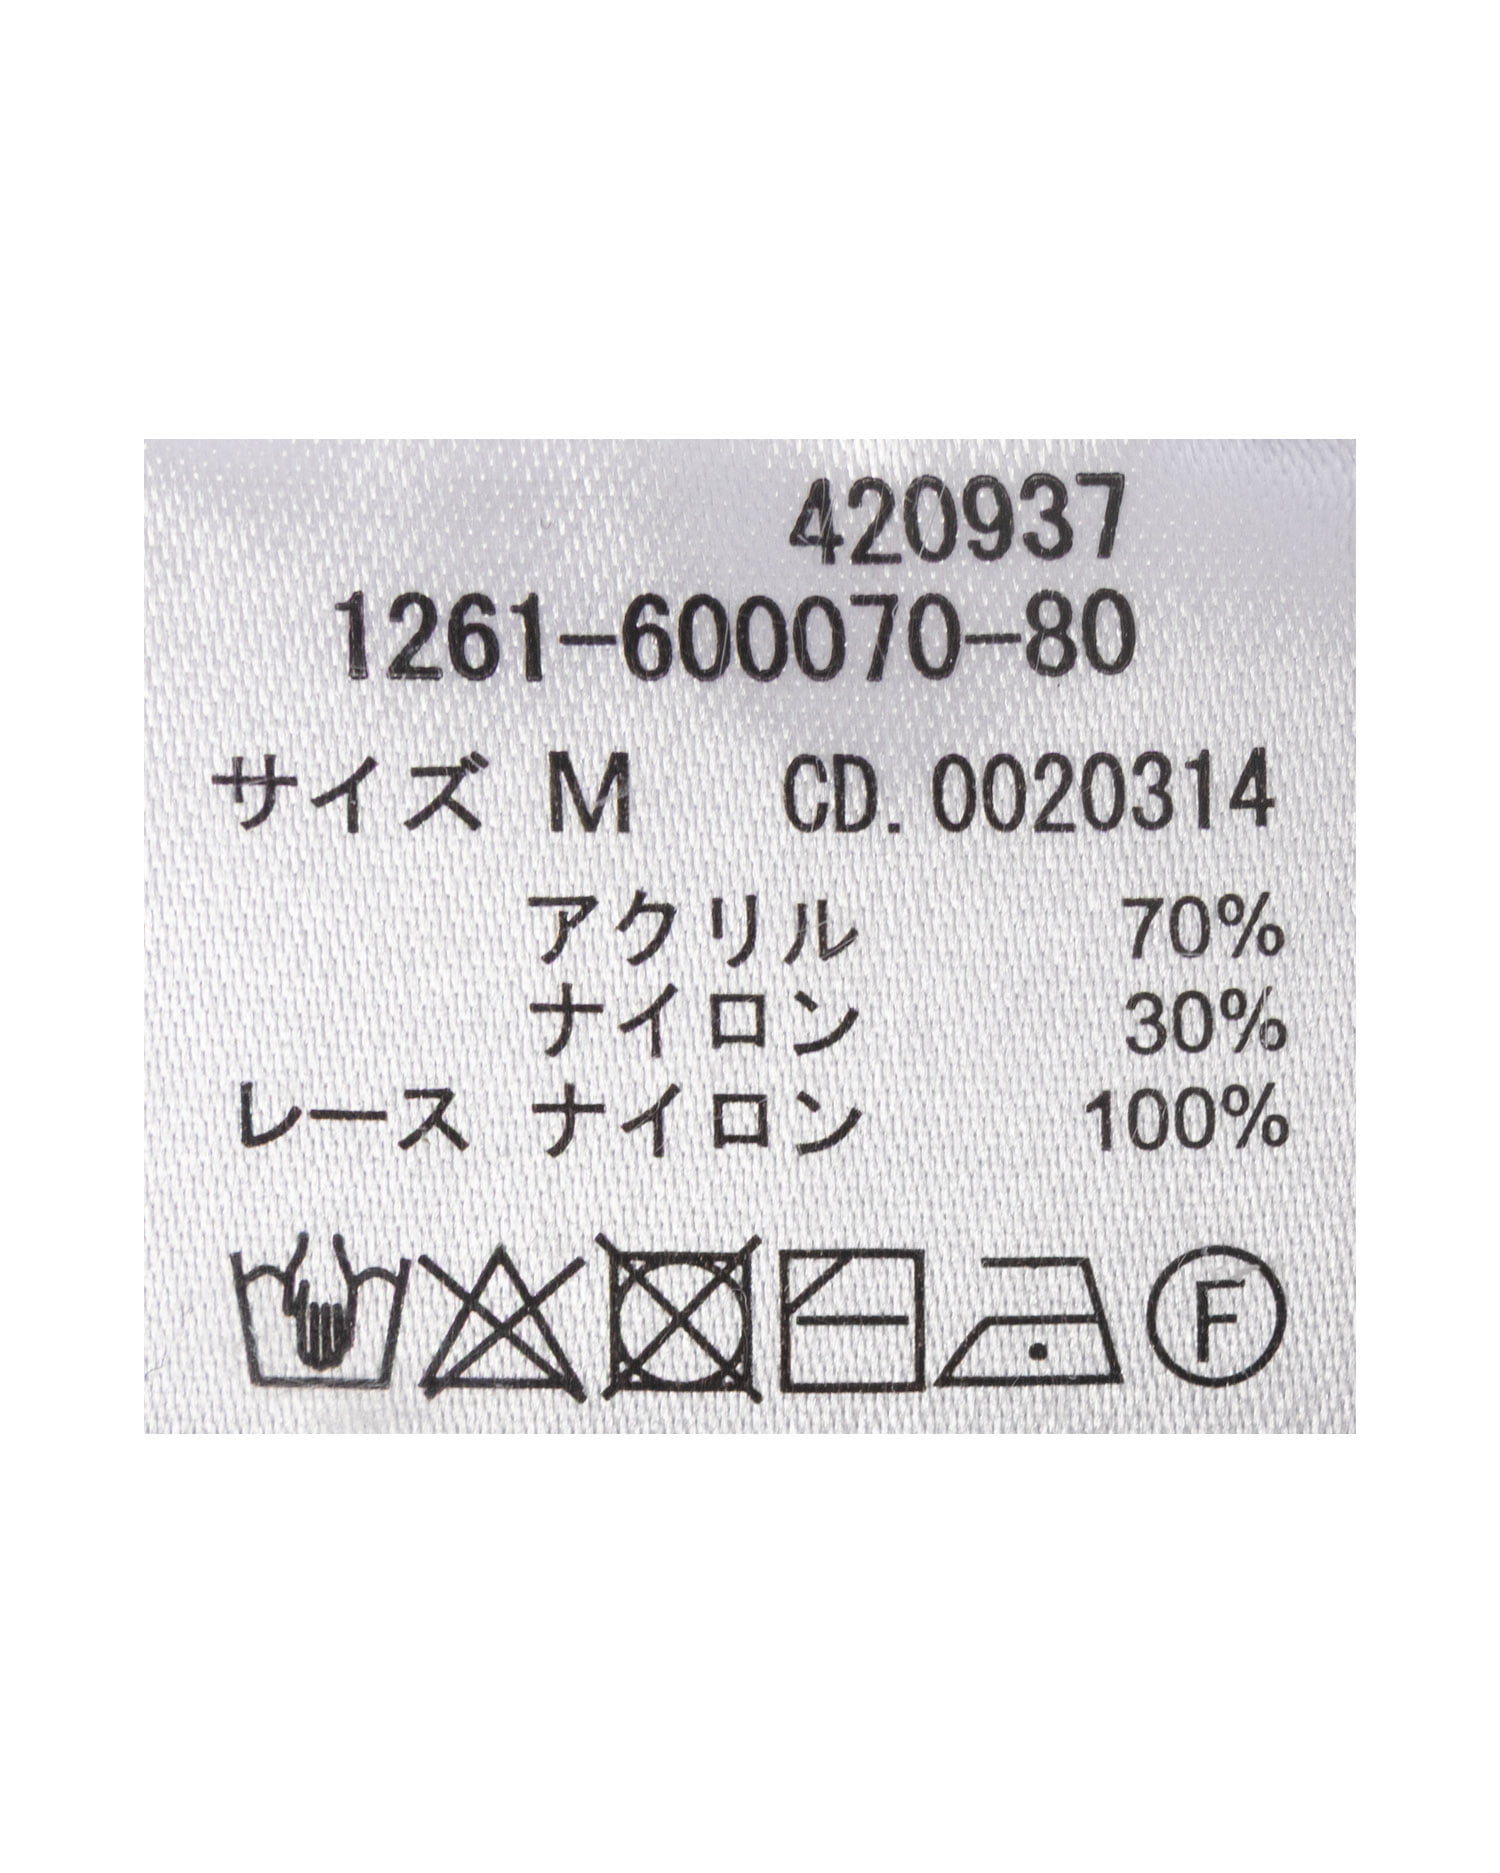 420937
1261-600070-80
サイズ M CD. 0020314
アクリル 70%
ナイロン 30%
レース ナイロン 100%
F